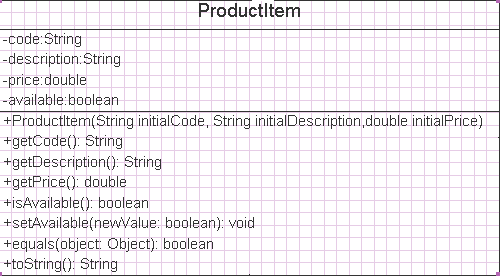 ProductItem
-code:String
-description:String
-price:double
-available:boolean
+ProductItem(String initialCode, String initialDescription,double initialPrice)
+getCode(): String
+getDescription(): String
+getPrice(): double
+isAvailable(): boolean
+setAvailable(newValue: boolean): void
+equals(object: Object): boolean
+toString(): String